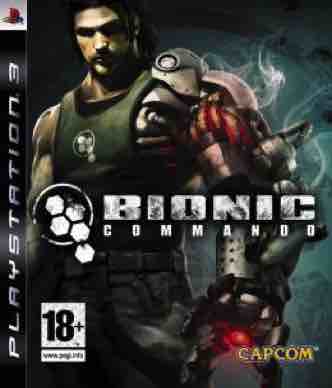 PLAYSTATION 3
BIONIC
COMMANDO
18+
www.pegi.info
CAPCOM